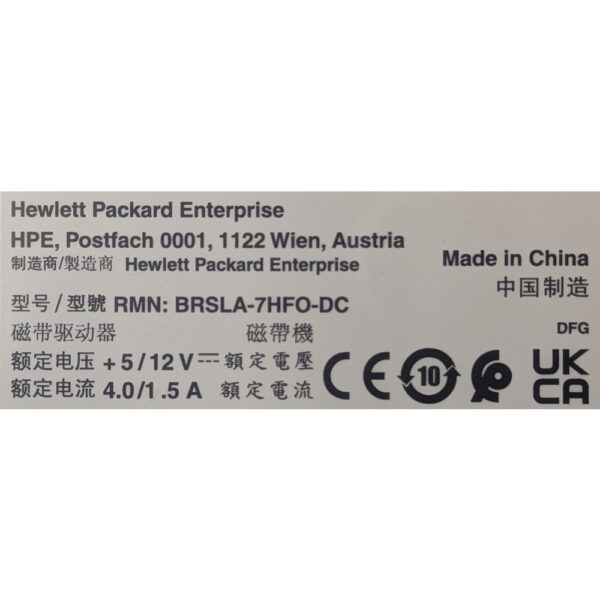 Hewlett Packard Enterprise
HPE, Postfach 0001, 1122 Wien, Austria
制造商/製造商 Hewlett Packard Enterprise
Made in China
中国制造
型号/型號 RMN: BRSLA-7HFO-DC
磁带驱动器 磁帶機
DFG
额定电压 +5/12V⎓ 額定電壓
额定电流 4.0/1.5 A 額定電流
CE 10 UKCA